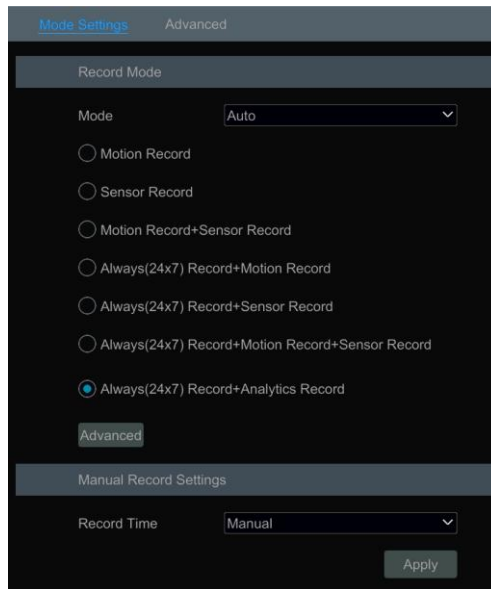 Mode Settings Advanced
Record Mode
Mode Auto
Motion Record
Sensor Record
Motion Record+Sensor Record
Always(24x7) Record+Motion Record
Always(24x7) Record+Sensor Record
Always(24x7) Record+Motion Record+Sensor Record
Always(24x7) Record+Analytics Record
Advanced
Manual Record Settings
Record Time Manual
Apply